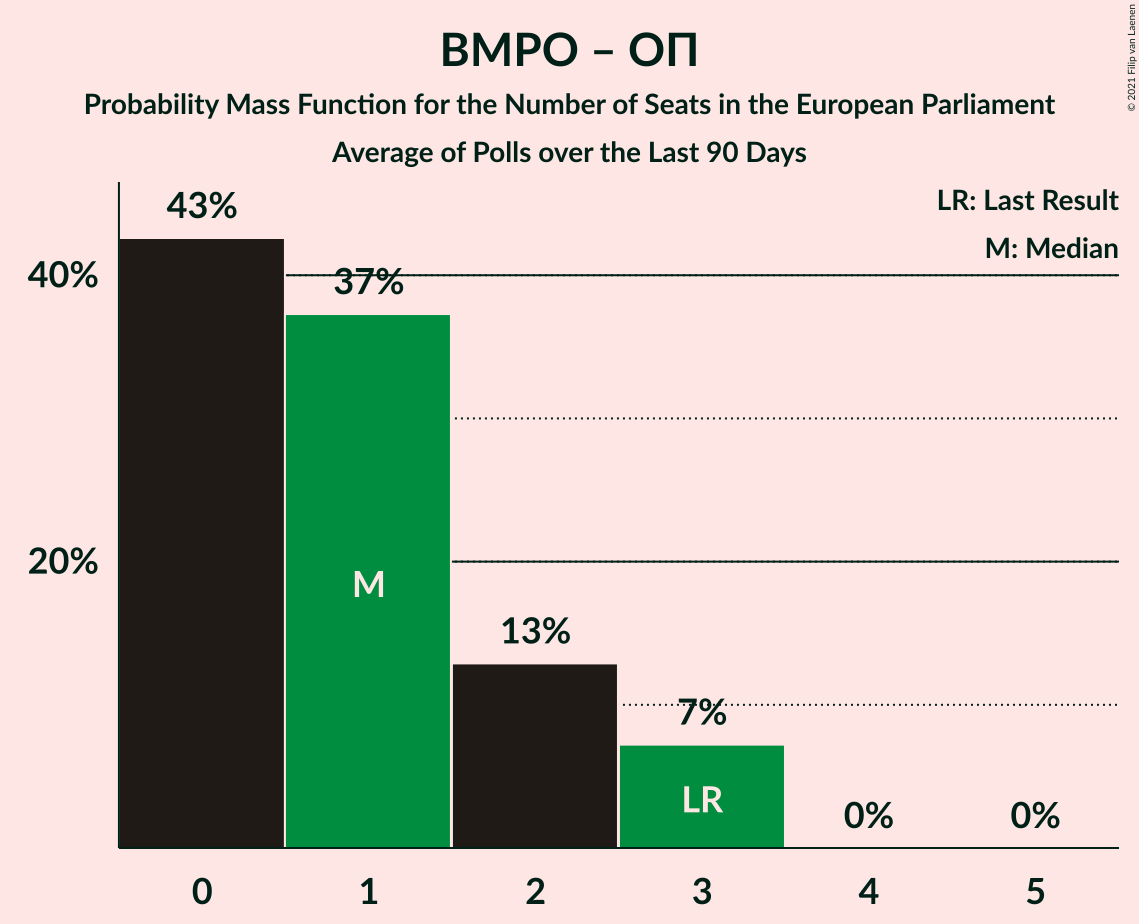 ВМРО – ОП
Probability Mass Function for the Number of Seats in the European Parliament
Average of Polls over the Last 90 Days
© 2021 Filip van Laenen
LR: Last Result
M: Median
43%
40%
37%
20%
M
13%
7%
LR
0%
0%
0 1 2 3 4 5